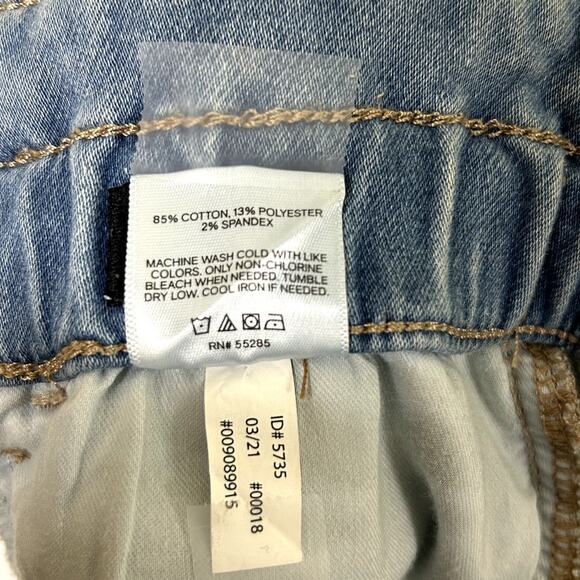 85% COTTON, 13% POLYESTER
2% SPANDEX
MACHINE WASH COLD WITH LIKE
COLORS. ONLY NON-CHLORINE
BLEACH WHEN NEEDED. TUMBLE
DRY LOW. COOL IRON IF NEEDED.
RN# 55285
ID# 5735
03/21 #00018
#009089915